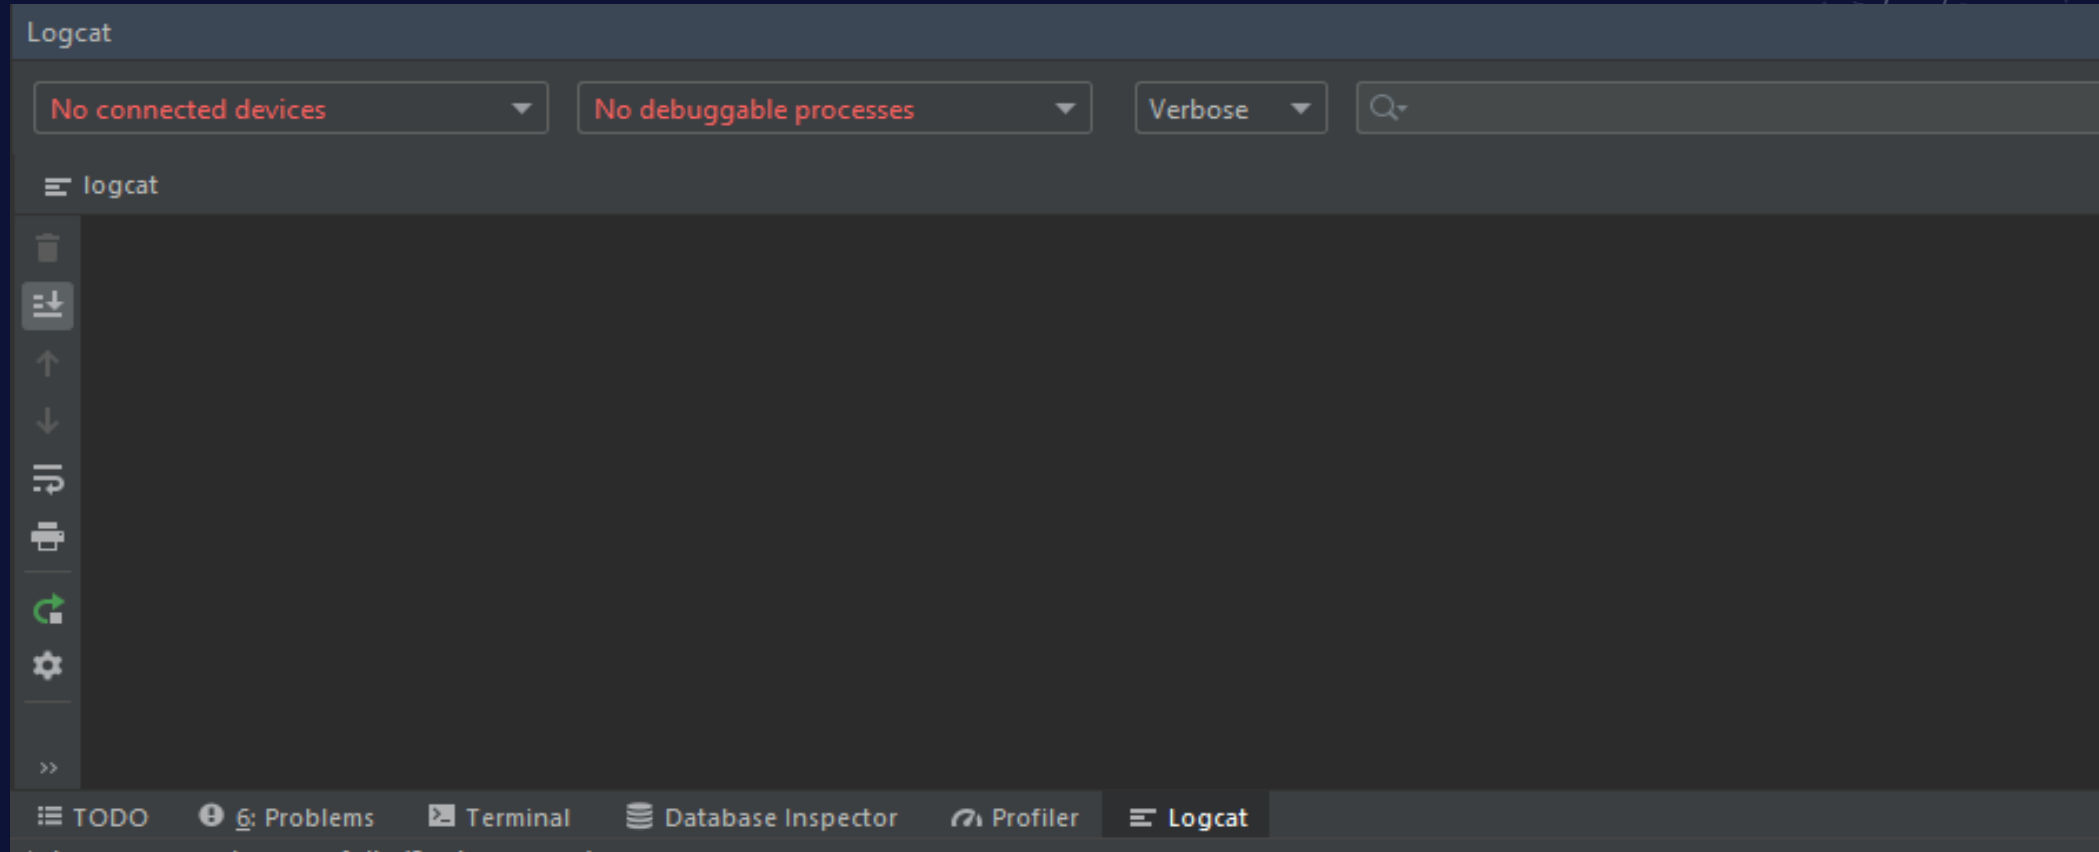 Logcat
No connected devices No debuggable processes Verbose
logcat
TODO 6: Problems Terminal Database Inspector Profiler Logcat